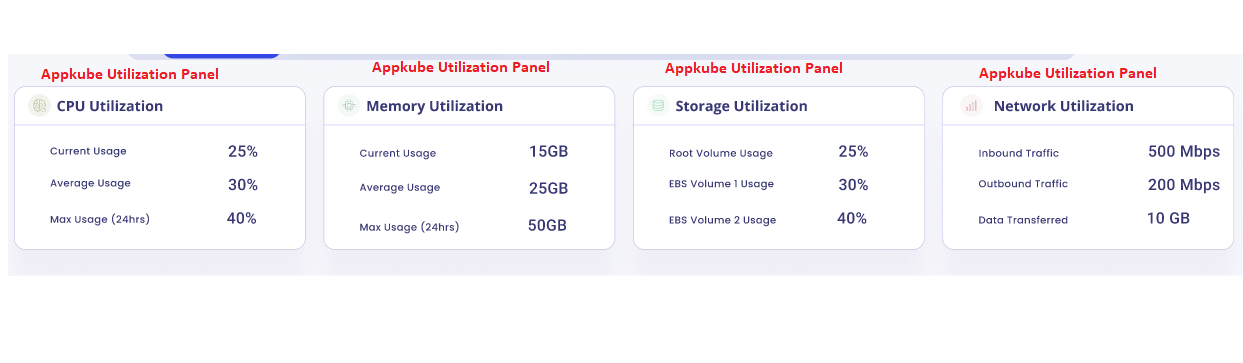 Appkube Utilization Panel
CPU Utilization
Current Usage 25%
Average Usage 30%
Max Usage (24hrs) 40%
Appkube Utilization Panel
Memory Utilization
Current Usage 15GB
Average Usage 25GB
Max Usage (24hrs) 50GB
Appkube Utilization Panel
Storage Utilization
Root Volume Usage 25%
EBS Volume 1 Usage 30%
EBS Volume 2 Usage 40%
Appkube Utilization Panel
Network Utilization
Inbound Traffic 500 Mbps
Outbound Traffic 200 Mbps
Data Transferred 10 GB